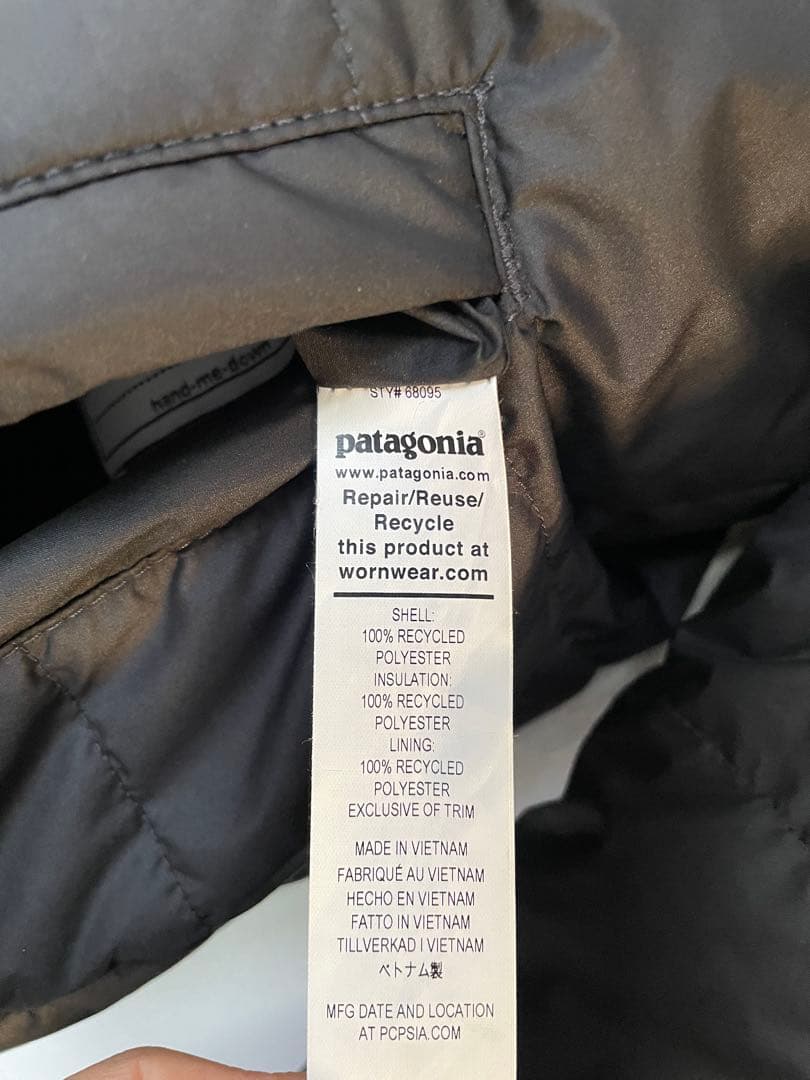 hand-me-down
STY# 68095
patagonia®
www.patagonia.com
Repair/Reuse/
Recycle
this product at
wornwear.com
SHELL:
100% RECYCLED
POLYESTER
INSULATION:
100% RECYCLED
POLYESTER
LINING:
100% RECYCLED
POLYESTER
EXCLUSIVE OF TRIM
MADE IN VIETNAM
FABRIQUÉ AU VIETNAM
HECHO EN VIETNAM
FATTO IN VIETNAM
TILLVERKAD I VIETNAM
ベトナム製
MFG DATE AND LOCATION
AT PCPSIA.COM